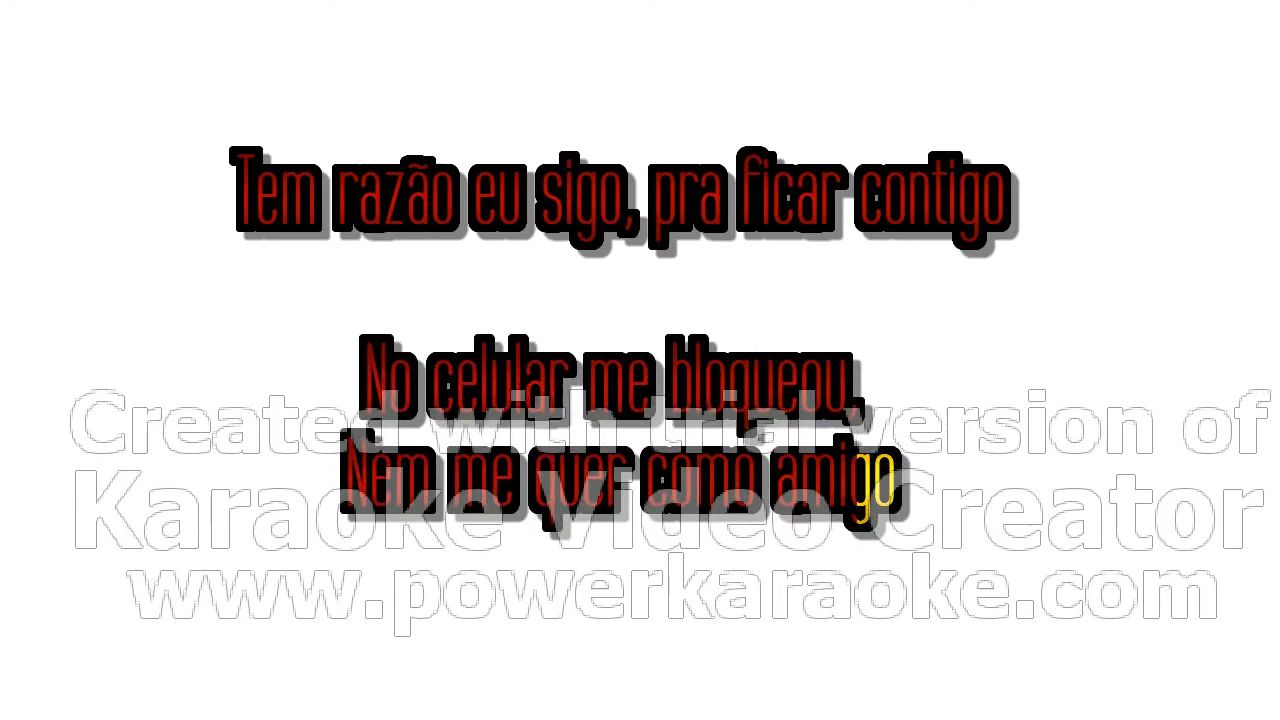 Tem razão eu sigo, pra ficar contigo
No celular me bloqueou,
Nem me quer como amigo
Created with trial version of
Karaoke Video Creator
www.powerkaraoke.com